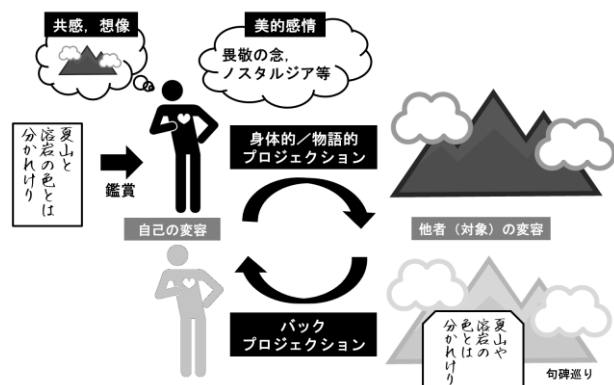 共感，想像
美的感情
畏敬の念，
ノスタルジア等
夏山と
溶岩の色とは
分かれけり
鑑賞
身体的／物語的
プロジェクション
自己の変容
他者（対象）の変容
バック
プロジェクション
夏山や
溶岩の
色とは
分かれけり
句碑巡り